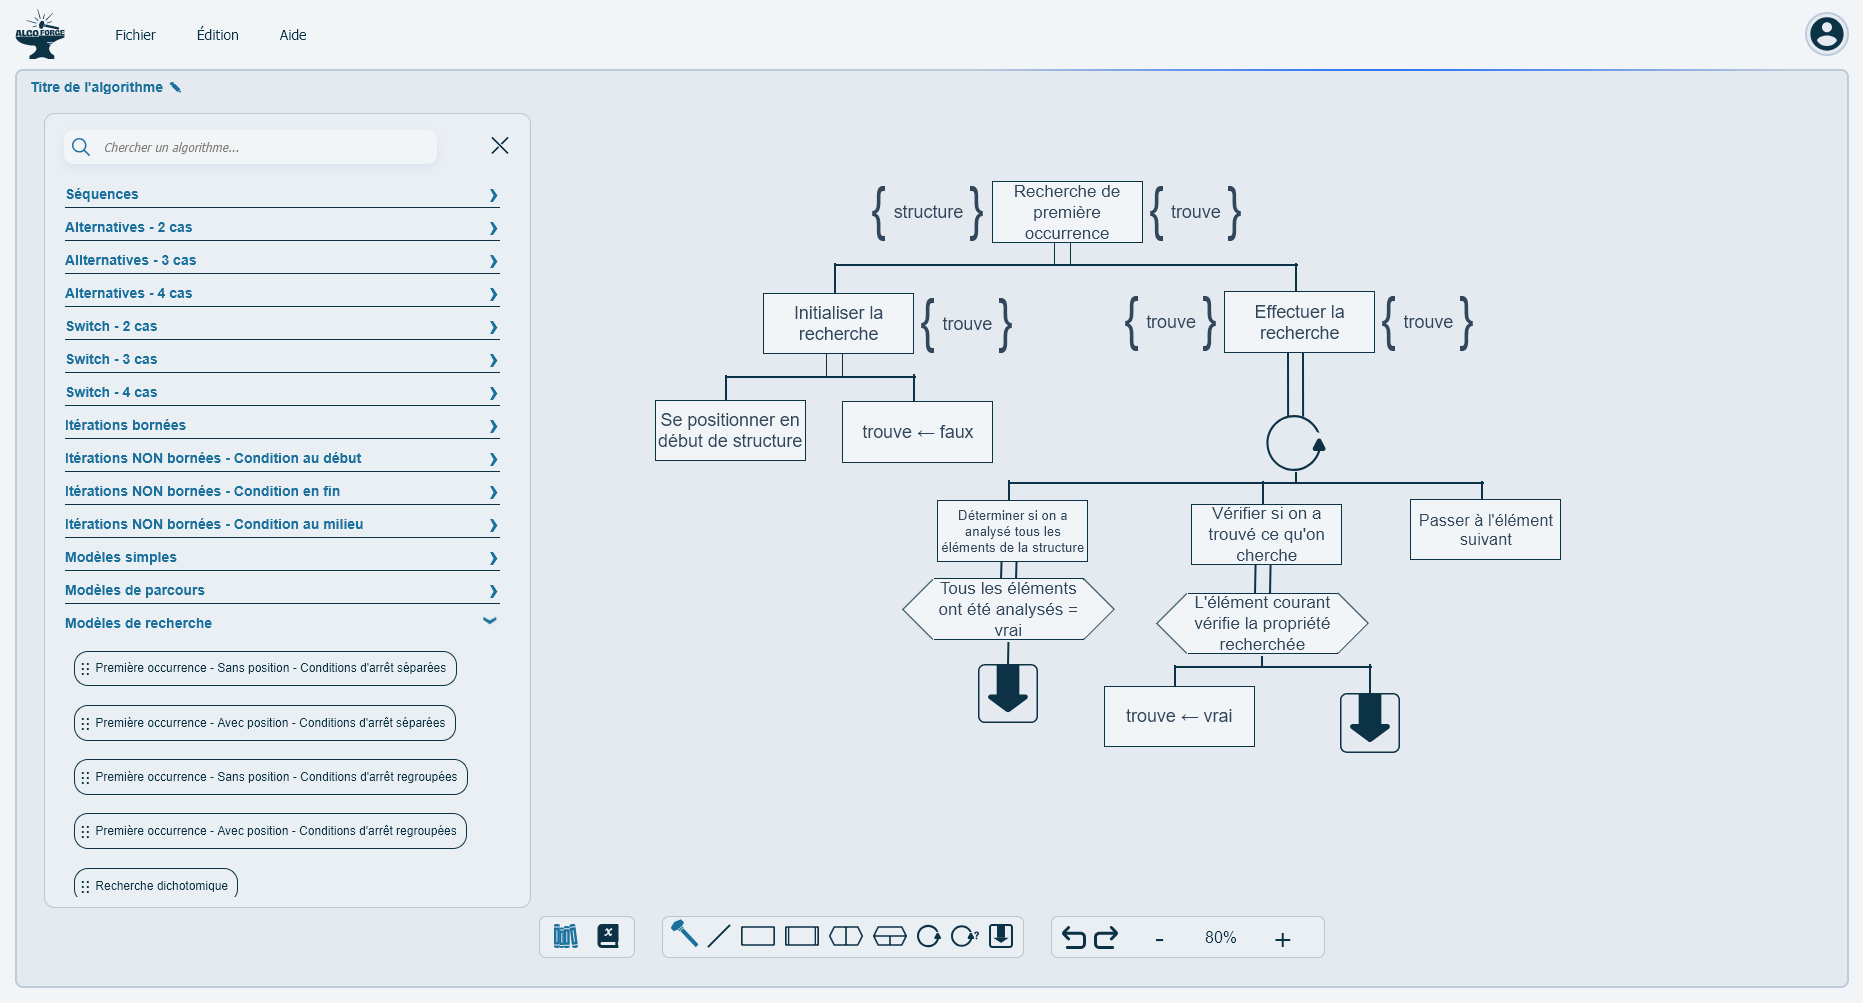 ALGO FORGE
Fichier
Édition
Aide
Titre de l'algorithme
Chercher un algorithme...
Séquences
Alternatives - 2 cas
Allternatives - 3 cas
Alternatives - 4 cas
Switch - 2 cas
Switch - 3 cas
Switch - 4 cas
Itérations bornées
Itérations NON bornées - Condition au début
Itérations NON bornées - Condition en fin
Itérations NON bornées - Condition au milieu
Modèles simples
Modèles de parcours
Modèles de recherche
Première occurrence - Sans position - Conditions d'arrêt séparées
Première occurrence - Avec position - Conditions d'arrêt séparées
Première occurrence - Sans position - Conditions d'arrêt regroupées
Première occurrence - Avec position - Conditions d'arrêt regroupées
Recherche dichotomique
{ structure }
Recherche de
première
occurrence
{ trouve }
Initialiser la
recherche
{ trouve }
{ trouve }
Effectuer la
recherche
{ trouve }
Se positionner en
début de structure
trouve ← faux
Déterminer si on a
analysé tous les
éléments de la structure
Vérifier si on a
trouvé ce qu'on
cherche
Passer à l'élément
suivant
Tous les éléments
ont été analysés =
vrai
L'élément courant
vérifie la propriété
recherchée
trouve ← vrai
x
?
-
80%
+